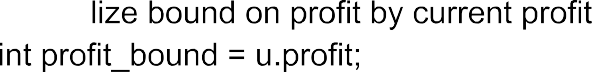 lize bound on profit by current profit
int profit_bound = u.profit;